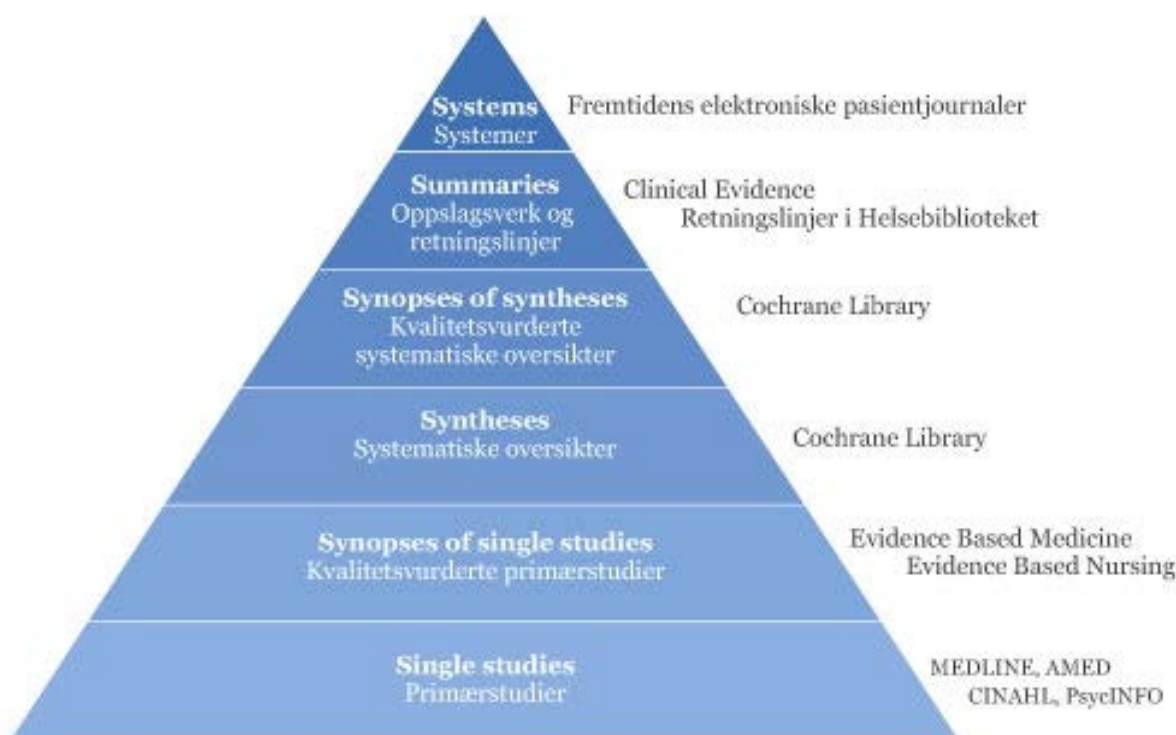 Systems
Systemer
Fremtidens elektroniske pasientjournaler
Summaries
Oppslagsverk og
retningslinjer
Clinical Evidence
Retningslinjer i Helsebiblioteket
Synopses of syntheses
Kvalitetsvurderte
systematiske oversikter
Cochrane Library
Syntheses
Systematiske oversikter
Cochrane Library
Synopses of single studies
Kvalitetsvurderte primærstudier
Evidence Based Medicine
Evidence Based Nursing
Single studies
Primærstudier
MEDLINE, AMED
CINAHL, PsycINFO